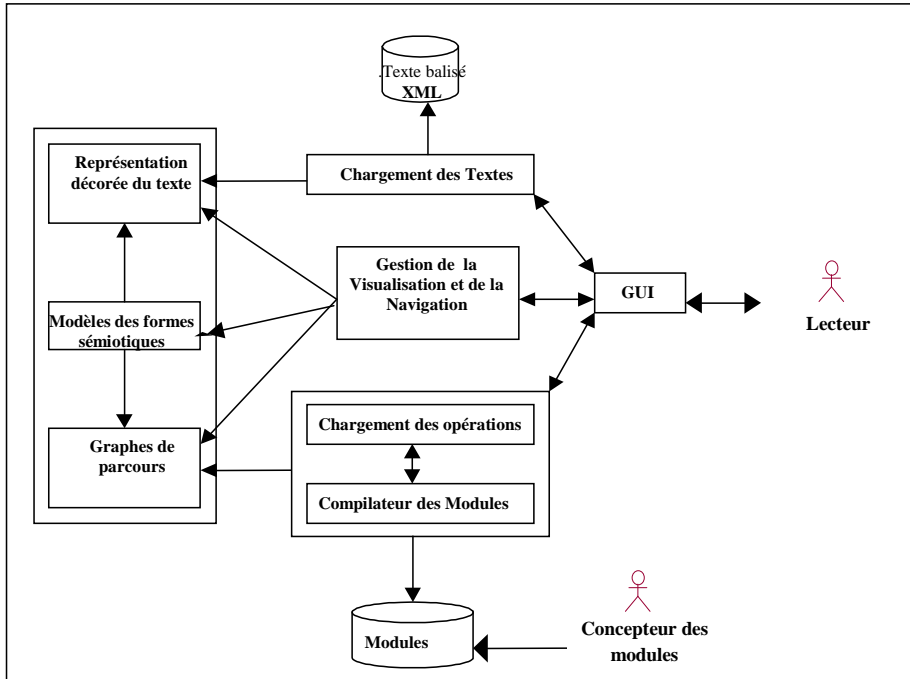 .Texte balisé
XML
Représentation
décorée du texte
Chargement des Textes
Gestion de la
Visualisation et de la
Navigation
GUI
Lecteur
Modèles des formes
sémiotiques
Chargement des opérations
Graphes de
parcours
Compilateur des Modules
Modules
Concepteur des
modules